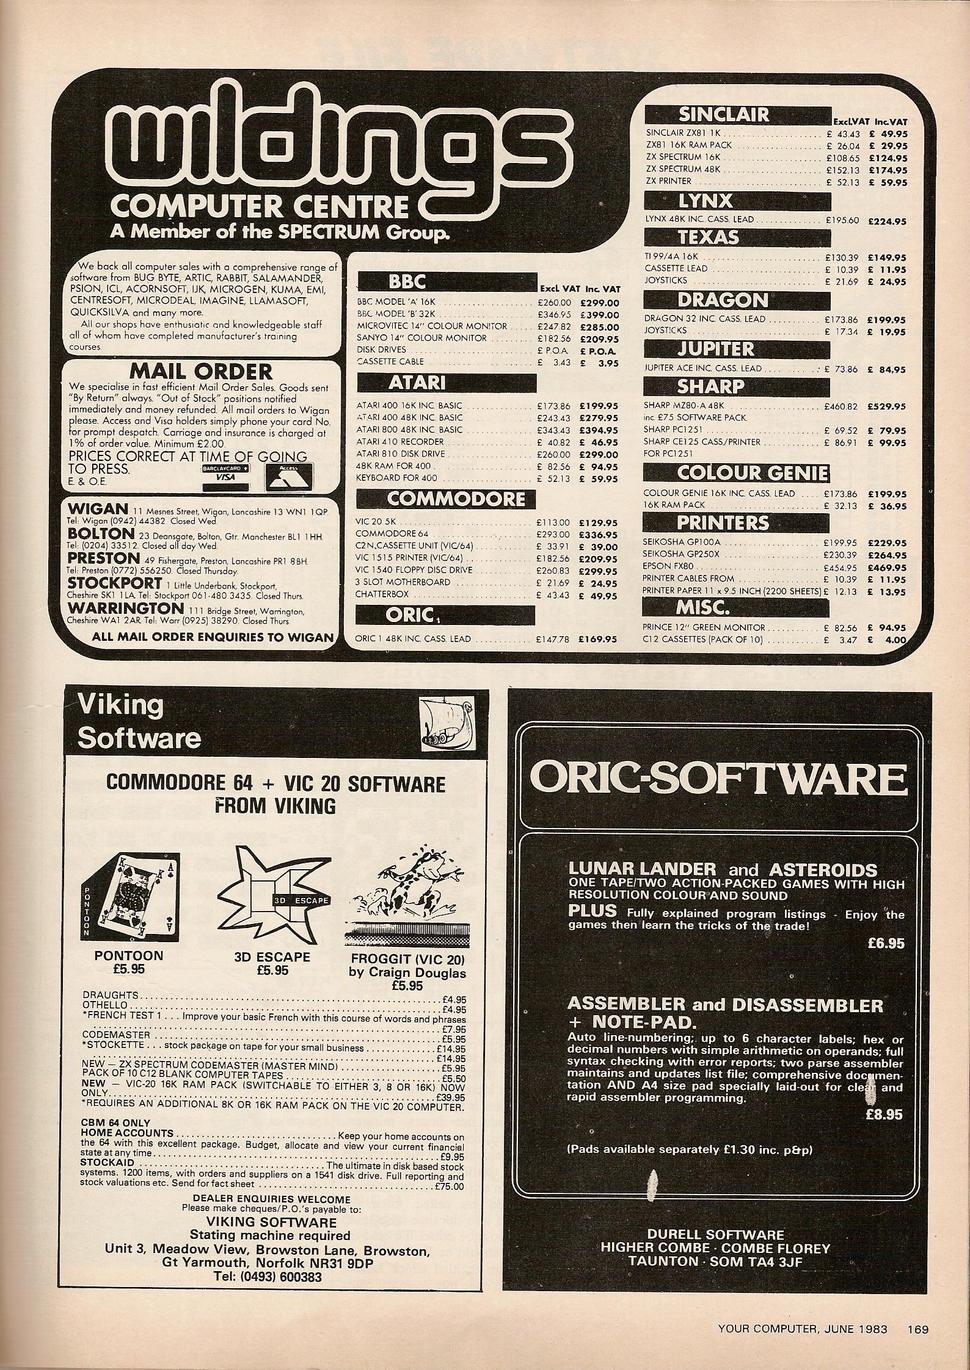 wildings
COMPUTER CENTRE
A Member of the SPECTRUM Group.
We back all computer sales with a comprehensive range of
software from BUG BYTE, ARTIC, RABBIT, SALAMANDER,
PSION, ICL, ACORNSOFT, IJK, MICROGEN, KUMA, EMI,
CENTRESOFT, MICRODEAL, IMAGINE, LLAMASOFT,
QUICKSILVA and many more.
All our shops have enthusiastic and knowledgeable staff
all of whom have completed manufacturer's training
courses
MAIL ORDER
We specialise in fast efficient Mail Order Sales. Goods sent
"By Return" always. "Out of Stock" positions notified
immediately and money refunded. All mail orders to Wigan
please. Access and Visa holders simply phone your card No.
for prompt despatch. Carriage and insurance is charged at
1% of order value. Minimum £2.00.
PRICES CORRECT AT TIME OF GOING
TO PRESS.
E. & O.E.
BARCLAYCARD
VISA
Access
WIGAN 11 Mesnes Street, Wigan, Lancashire 13 WN1 1QP
Tel: Wigan (0942) 44382 Closed Wed
BOLTON 23 Deansgate, Bolton, Gtr. Manchester BL1 1HH
Tel: (0204) 33512. Closed all day Wed.
PRESTON 49 Fishergate, Preston, Lancashire PR1 8BH
Tel: Preston (0772) 556250. Closed Thursday.
STOCKPORT 1 Little Underbank, Stockport,
Cheshire SK1 1LA. Tel: Stockport 061-480 3435. Closed Thurs.
WARRINGTON 111 Bridge Street, Warrington,
Cheshire WA1 2AR Tel: Warr (0925) 38290. Closed Thurs
ALL MAIL ORDER ENQUIRIES TO WIGAN
BBC
Excl. VAT Inc. VAT
BBC MODEL 'A' 16K £260.00 £299.00
BBC MODEL 'B' 32K £346.95 £399.00
MICROVITEC 14" COLOUR MONITOR £247.82 £285.00
SANYO 14" COLOUR MONITOR £182.56 £209.95
DISK DRIVES £ P.O.A. £ P.O.A.
CASSETTE CABLE £ 3.43 £ 3.95
ATARI
ATARI 400 16K INC. BASIC £173.86 £199.95
ATARI 400 48K INC. BASIC £243.43 £279.95
ATARI 800 48K INC. BASIC £343.43 £394.95
ATARI 410 RECORDER £ 40.82 £ 46.95
ATARI 810 DISK DRIVE £260.00 £299.00
48K RAM FOR 400 £ 82.56 £ 94.95
KEYBOARD FOR 400 £ 52.13 £ 59.95
COMMODORE
VIC 20 5K £113.00 £129.95
COMMODORE 64 £293.00 £336.95
C2N,CASSETTE UNIT (VIC/64) £ 33.91 £ 39.00
VIC 1515 PRINTER (VIC/64) £182.56 £209.95
VIC 1540 FLOPPY DISC DRIVE £260.83 £299.95
3 SLOT MOTHERBOARD £ 21.69 £ 24.95
CHATTERBOX £ 43.43 £ 49.95
ORIC 1
ORIC 1 48K INC. CASS. LEAD £147.78 £169.95
SINCLAIR
Excl.VAT Inc.VAT
SINCLAIR ZX81 1K £ 43.43 £ 49.95
ZX81 16K RAM PACK £ 26.04 £ 29.95
ZX SPECTRUM 16K £108.65 £124.95
ZX SPECTRUM 48K £152.13 £174.95
ZX PRINTER £ 52.13 £ 59.95
LYNX
LYNX 48K INC. CASS. LEAD £195.60 £224.95
TEXAS
TI 99/4A 16K £130.39 £149.95
CASSETTE LEAD £ 10.39 £ 11.95
JOYSTICKS £ 21.69 £ 24.95
DRAGON
DRAGON 32 INC. CASS. LEAD £173.86 £199.95
JOYSTICKS £ 17.34 £ 19.95
JUPITER
JUPITER ACE INC. CASS. LEAD £ 73.86 £ 84.95
SHARP
SHARP MZ80-A 48K £460.82 £529.95
inc £75 SOFTWARE PACK.
SHARP PC1251 £ 69.52 £ 79.95
SHARP CE125 CASS/PRINTER £ 86.91 £ 99.95
FOR PC1251
COLOUR GENIE
COLOUR GENIE 16K INC. CASS. LEAD £173.86 £199.95
16K RAM PACK £ 32.13 £ 36.95
PRINTERS
SEIKOSHA GP100A £199.95 £229.95
SEIKOSHA GP250X £230.39 £264.95
EPSON FX80 £454.95 £469.95
PRINTER CABLES FROM £ 10.39 £ 11.95
PRINTER PAPER 11 x 9.5 INCH (2200 SHEETS) £ 12.13 £ 13.95
MISC.
PRINCE 12" GREEN MONITOR £ 82.56 £ 94.95
C12 CASSETTES (PACK OF 10) £ 3.47 £ 4.00
Viking
Software
COMMODORE 64 + VIC 20 SOFTWARE
FROM VIKING
PONTOON
3D ESCAPE
PONTOON
£5.95
3D ESCAPE
£5.95
FROGGIT (VIC 20)
by Craign Douglas
£5.95
DRAUGHTS £4.95
OTHELLO £4.95
*FRENCH TEST 1 . . . Improve your basic French with this course of words and phrases
£7.95
CODEMASTER £5.95
*STOCKETTE . . . stock package on tape for your small business £14.95
£14.95
NEW — ZX SPECTRUM CODEMASTER (MASTER MIND) £5.95
PACK OF 10 C12 BLANK COMPUTER TAPES £5.50
NEW — VIC-20 16K RAM PACK (SWITCHABLE TO EITHER 3, 8 OR 16K) NOW
ONLY £39.95
*REQUIRES AN ADDITIONAL 8K OR 16K RAM PACK ON THE VIC 20 COMPUTER.
CBM 64 ONLY
HOME ACCOUNTS Keep your home accounts on
the 64 with this excellent package. Budget, allocate and view your current financial
state at any time £9.95
STOCKAID The ultimate in disk based stock
systems. 1200 items, with orders and suppliers on a 1541 disk drive. Full reporting and
stock valuations etc. Send for fact sheet £75.00
DEALER ENQUIRIES WELCOME
Please make cheques/P.O.'s payable to:
VIKING SOFTWARE
Stating machine required
Unit 3, Meadow View, Browston Lane, Browston,
Gt Yarmouth, Norfolk NR31 9DP
Tel: (0493) 600383
ORIC-SOFTWARE
LUNAR LANDER and ASTEROIDS
ONE TAPE/TWO ACTION-PACKED GAMES WITH HIGH
RESOLUTION COLOUR AND SOUND
PLUS Fully explained program listings - Enjoy the
games then learn the tricks of the trade!
£6.95
ASSEMBLER and DISASSEMBLER
+ NOTE-PAD.
Auto line-numbering; up to 6 character labels; hex or
decimal numbers with simple arithmetic on operands; full
syntax checking with error reports; two parse assembler
maintains and updates list file; comprehensive documen-
tation AND A4 size pad specially laid-out for clear and
rapid assembler programming.
£8.95
(Pads available separately £1.30 inc. p&p)
DURELL SOFTWARE
HIGHER COMBE · COMBE FLOREY
TAUNTON · SOM TA4 3JF
YOUR COMPUTER, JUNE 1983 169